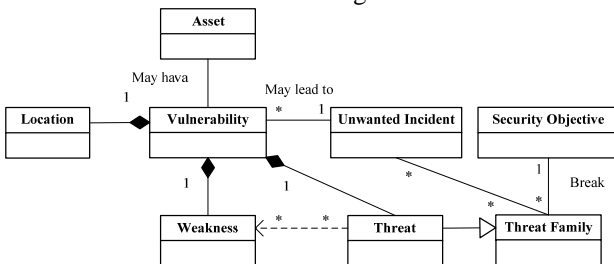 Asset
May hava
May lead to
1
*
1
Location
Vulnerability
Unwanted Incident
Security Objective
1
Break
*
1
1
*
*
*
*
Weakness
Threat
Threat Family